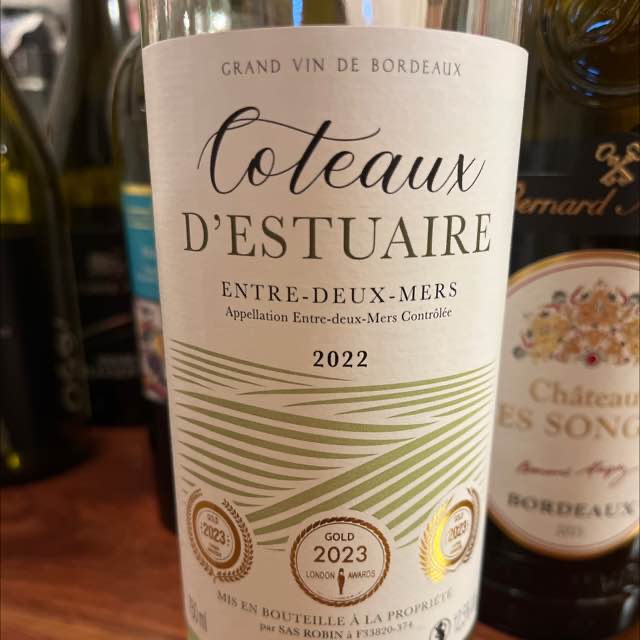 GRAND VIN DE BORDEAUX
Coteaux
D'ESTUAIRE
ENTRE-DEUX-MERS
Appellation Entre-deux-Mers Contrôlée
2022
GOLD
2023
LONDON AWARDS
2023
2023
MIS EN BOUTEILLE À LA PROPRIÉTÉ
par SAS ROBIN à F33820-374
Bernard
Château
ES SONG
BORDEAUX